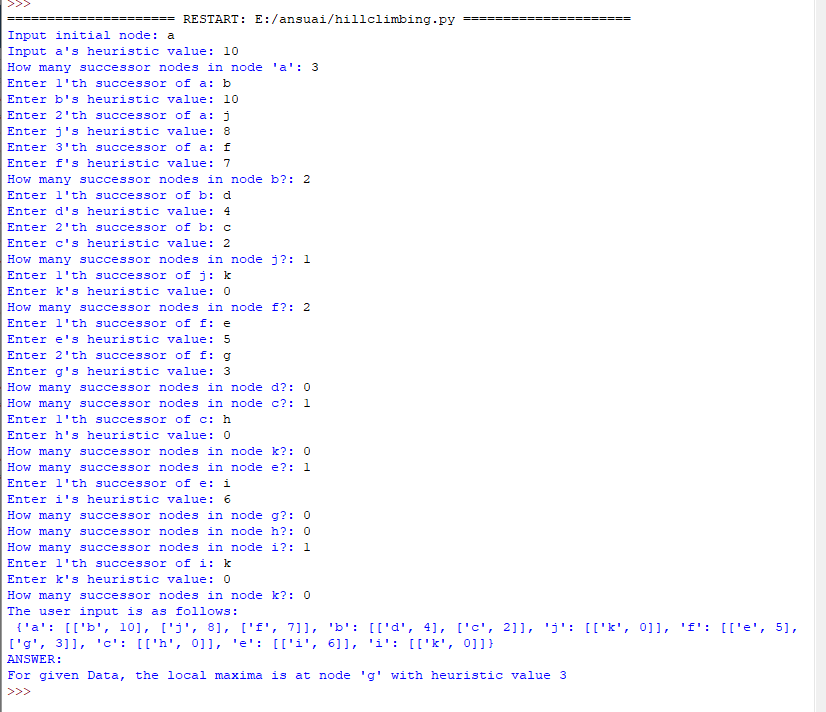 >>>
===================== RESTART: E:/ansuai/hillclimbing.py =====================
Input initial node: a
Input a's heuristic value: 10
How many successor nodes in node 'a': 3
Enter 1'th successor of a: b
Enter b's heuristic value: 10
Enter 2'th successor of a: j
Enter j's heuristic value: 8
Enter 3'th successor of a: f
Enter f's heuristic value: 7
How many successor nodes in node b?: 2
Enter 1'th successor of b: d
Enter d's heuristic value: 4
Enter 2'th successor of b: c
Enter c's heuristic value: 2
How many successor nodes in node j?: 1
Enter 1'th successor of j: k
Enter k's heuristic value: 0
How many successor nodes in node f?: 2
Enter 1'th successor of f: e
Enter e's heuristic value: 5
Enter 2'th successor of f: g
Enter g's heuristic value: 3
How many successor nodes in node d?: 0
How many successor nodes in node c?: 1
Enter 1'th successor of c: h
Enter h's heuristic value: 0
How many successor nodes in node k?: 0
How many successor nodes in node e?: 1
Enter 1'th successor of e: i
Enter i's heuristic value: 6
How many successor nodes in node g?: 0
How many successor nodes in node h?: 0
How many successor nodes in node i?: 1
Enter 1'th successor of i: k
Enter k's heuristic value: 0
How many successor nodes in node k?: 0
The user input is as follows:
 {'a': [['b', 10], ['j', 8], ['f', 7]], 'b': [['d', 4], ['c', 2]], 'j': [['k', 0]], 'f': [['e', 5],
['g', 3]], 'c': [['h', 0]], 'e': [['i', 6]], 'i': [['k', 0]]}
ANSWER:
For given Data, the local maxima is at node 'g' with heuristic value 3
>>>